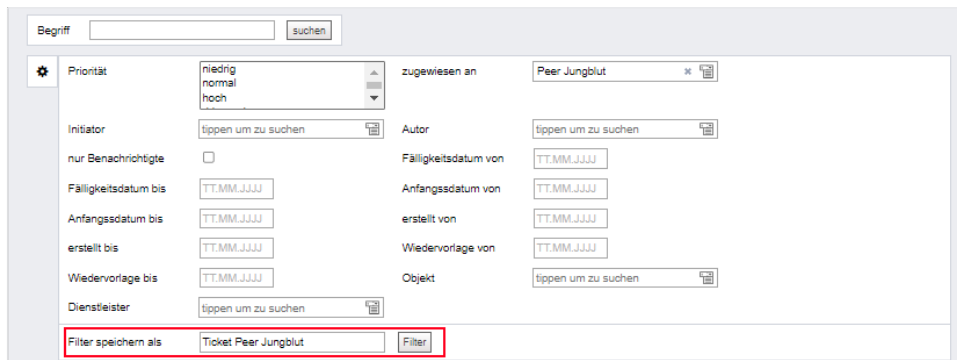 Begriff suchen
Priorität niedrig normal hoch zugewiesen an Peer Jungblut
Initiator tippen um zu suchen Autor tippen um zu suchen
nur Benachrichtigte Fälligkeitsdatum von TT.MM.JJJJ
Fälligkeitsdatum bis TT.MM.JJJJ Anfangssdatum von TT.MM.JJJJ
Anfangssdatum bis TT.MM.JJJJ erstellt von TT.MM.JJJJ
erstellt bis TT.MM.JJJJ Wiedervorlage von TT.MM.JJJJ
Wiedervorlage bis TT.MM.JJJJ Objekt tippen um zu suchen
Dienstleister tippen um zu suchen
Filter speichern als Ticket Peer Jungblut Filter